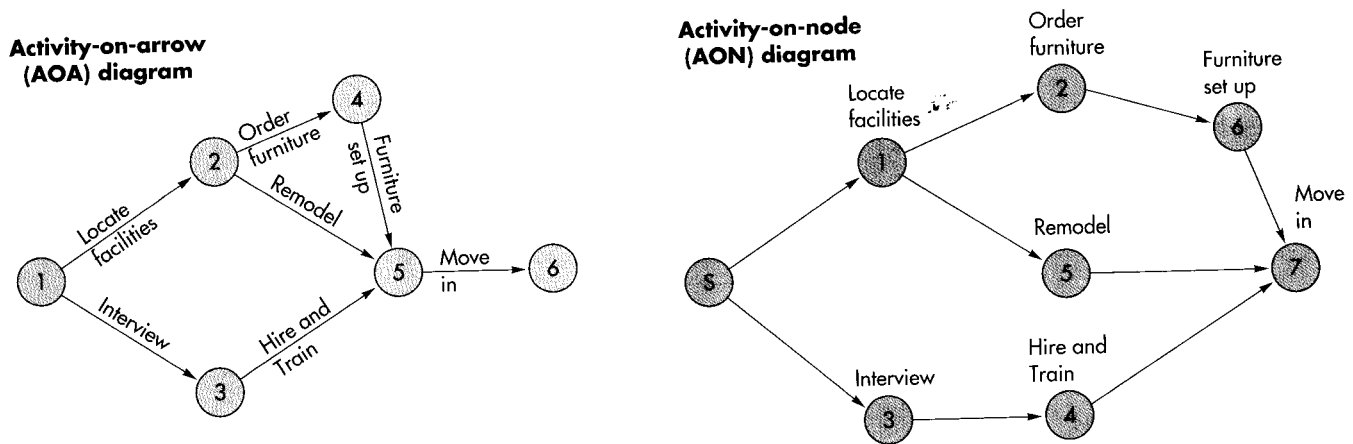 Activity-on-arrow
(AOA) diagram
4
Order
furniture
2
Furniture
set up
Locate
facilities
Remodel
1
5
Move
in
6
Interview
Hire and
Train
3
Activity-on-node
(AON) diagram
Order
furniture
2
Furniture
set up
6
Locate
facilities
1
Move
in
Remodel
S
5
7
Hire and
Train
Interview
3
4